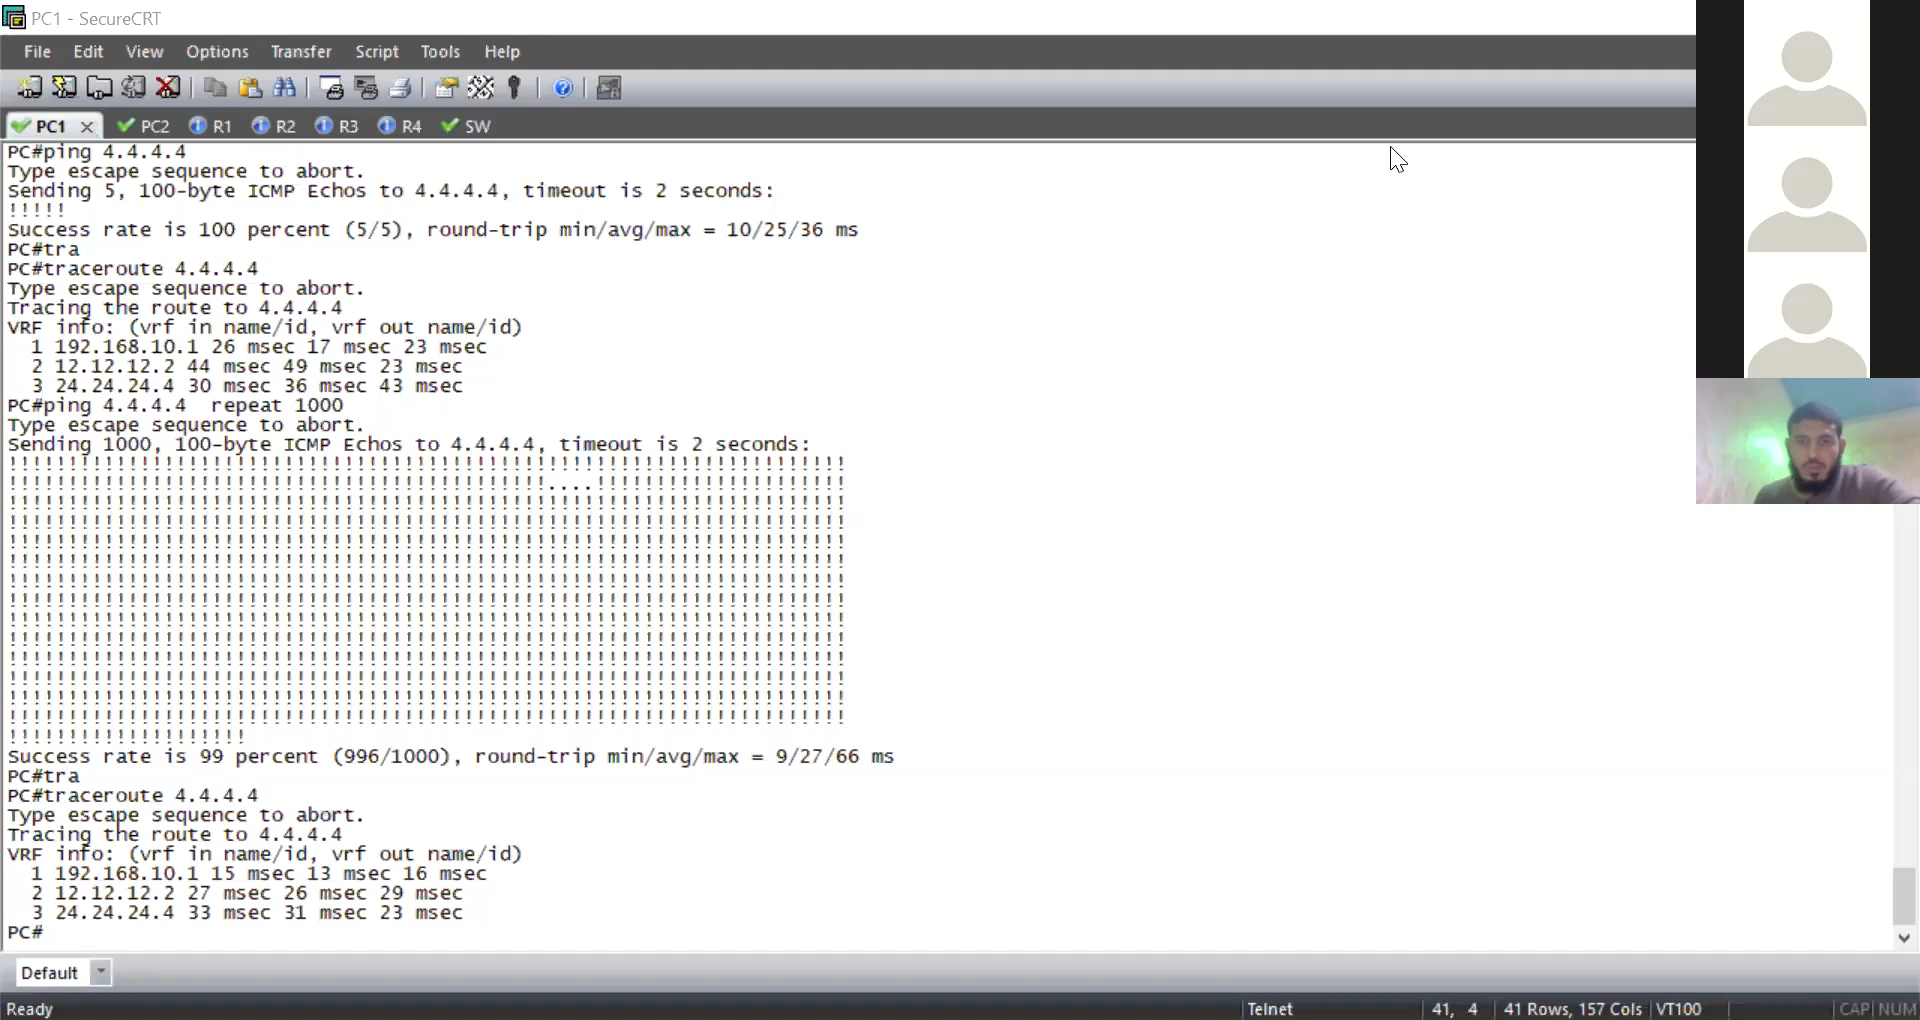 PC1 - SecureCRT
File Edit View Options Transfer Script Tools Help
PC1 PC2 R1 R2 R3 R4 SW
PC#ping 4.4.4.4
Type escape sequence to abort.
Sending 5, 100-byte ICMP Echos to 4.4.4.4, timeout is 2 seconds:
!!!!!
Success rate is 100 percent (5/5), round-trip min/avg/max = 10/25/36 ms
PC#tra
PC#traceroute 4.4.4.4
Type escape sequence to abort.
Tracing the route to 4.4.4.4
VRF info: (vrf in name/id, vrf out name/id)
1 192.168.10.1 26 msec 17 msec 23 msec
2 12.12.12.2 44 msec 49 msec 23 msec
3 24.24.24.4 30 msec 36 msec 43 msec
PC#ping 4.4.4.4  repeat 1000
Type escape sequence to abort.
Sending 1000, 100-byte ICMP Echos to 4.4.4.4, timeout is 2 seconds:
!!!!!!!!!!!!!!!!!!!!!!!!!!!!!!!!!!!!!!!!!!!!!!!!!!!!!!!!!!!!!!!!!!!!!!
!!!!!!!!!!!!!!!!!!!!!!!!!!!!!!!!!!!!!!!!!!!!!....!!!!!!!!!!!!!!!!!!!!!
!!!!!!!!!!!!!!!!!!!!!!!!!!!!!!!!!!!!!!!!!!!!!!!!!!!!!!!!!!!!!!!!!!!!!!
!!!!!!!!!!!!!!!!!!!!!!!!!!!!!!!!!!!!!!!!!!!!!!!!!!!!!!!!!!!!!!!!!!!!!!
!!!!!!!!!!!!!!!!!!!!!!!!!!!!!!!!!!!!!!!!!!!!!!!!!!!!!!!!!!!!!!!!!!!!!!
!!!!!!!!!!!!!!!!!!!!!!!!!!!!!!!!!!!!!!!!!!!!!!!!!!!!!!!!!!!!!!!!!!!!!!
!!!!!!!!!!!!!!!!!!!!!!!!!!!!!!!!!!!!!!!!!!!!!!!!!!!!!!!!!!!!!!!!!!!!!!
!!!!!!!!!!!!!!!!!!!!!!!!!!!!!!!!!!!!!!!!!!!!!!!!!!!!!!!!!!!!!!!!!!!!!!
!!!!!!!!!!!!!!!!!!!!!!!!!!!!!!!!!!!!!!!!!!!!!!!!!!!!!!!!!!!!!!!!!!!!!!
!!!!!!!!!!!!!!!!!!!!!!!!!!!!!!!!!!!!!!!!!!!!!!!!!!!!!!!!!!!!!!!!!!!!!!
!!!!!!!!!!!!!!!!!!!!!!!!!!!!!!!!!!!!!!!!!!!!!!!!!!!!!!!!!!!!!!!!!!!!!!
!!!!!!!!!!!!!!!!!!!!!!!!!!!!!!!!!!!!!!!!!!!!!!!!!!!!!!!!!!!!!!!!!!!!!!
!!!!!!!!!!!!!!!!!!!!!!!!!!!!!!!!!!!!!!!!!!!!!!!!!!!!!!!!!!!!!!!!!!!!!!
!!!!!!!!!!!!!!!!!!!!!!!!!!!!!!!!!!!!!!!!!!!!!!!!!!!!!!!!!!!!!!!!!!!!!!
!!!!!!!!!!!!!!!!!!!!
Success rate is 99 percent (996/1000), round-trip min/avg/max = 9/27/66 ms
PC#tra
PC#traceroute 4.4.4.4
Type escape sequence to abort.
Tracing the route to 4.4.4.4
VRF info: (vrf in name/id, vrf out name/id)
1 192.168.10.1 15 msec 13 msec 16 msec
2 12.12.12.2 27 msec 26 msec 29 msec
3 24.24.24.4 33 msec 31 msec 23 msec
PC#
Default
Ready Telnet 41, 4 41 Rows, 157 Cols VT100 CAP NUM